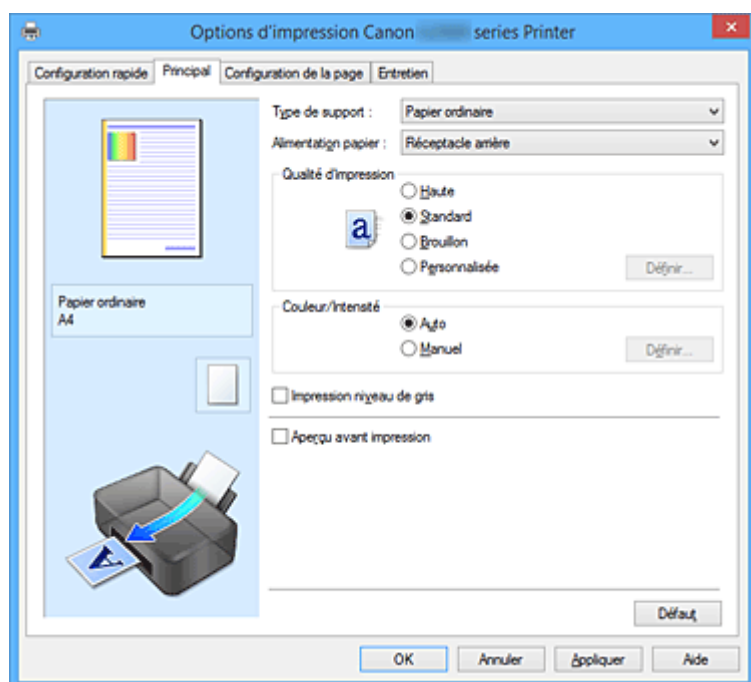 Options d'impression Canon series Printer
Configuration rapide Principal Configuration de la page Entretien
Type de support : Papier ordinaire
Alimentation papier : Réceptacle arrière
Qualité d'impression
Haute
a Standard
Brouillon
Personnalisée Définir...
Papier ordinaire
A4
Couleur/Intensité
Auto
Manuel Définir...
Impression niveau de gris
Aperçu avant impression
A
Défaut
OK Annuler Appliquer Aide